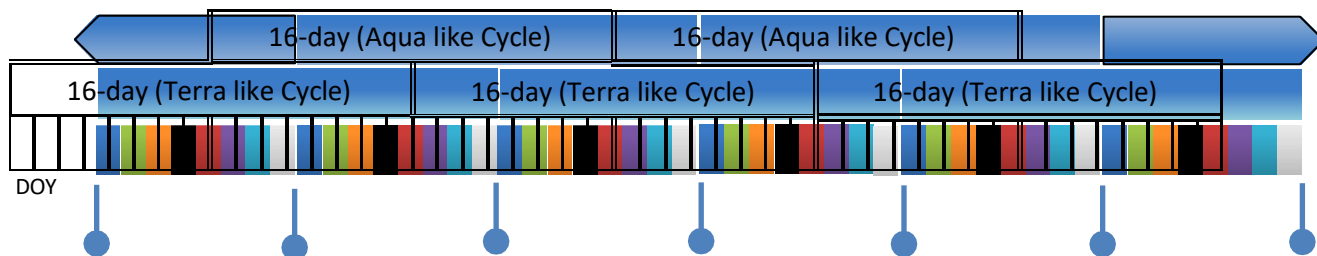 16-day (Aqua like Cycle) 16-day (Aqua like Cycle)
16-day (Terra like Cycle) 16-day (Terra like Cycle) 16-day (Terra like Cycle)
DOY